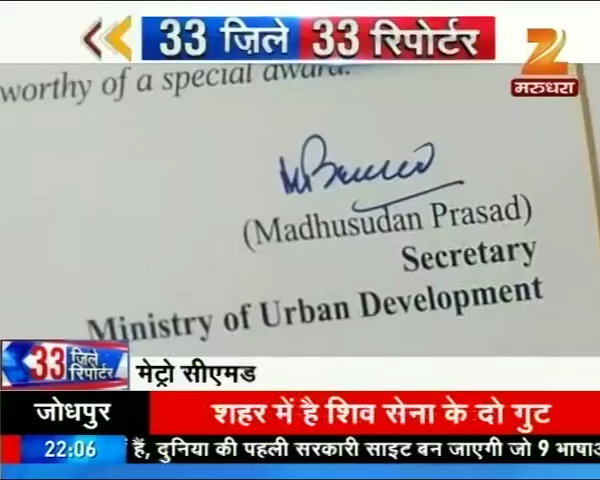 33 ज़िले 33 रिपोर्टर
मरुधरा
worthy of a special award.
(Madhusudan Prasad)
Secretary
Ministry of Urban Development
33 ज़िले
रिपोर्टर
मेट्रो सीएमड
जोधपुर शहर में है शिव सेना के दो गुट
22:06 हैं, दुनिया की पहली सरकारी साइट बन जाएगी जो 9 भाषाओं